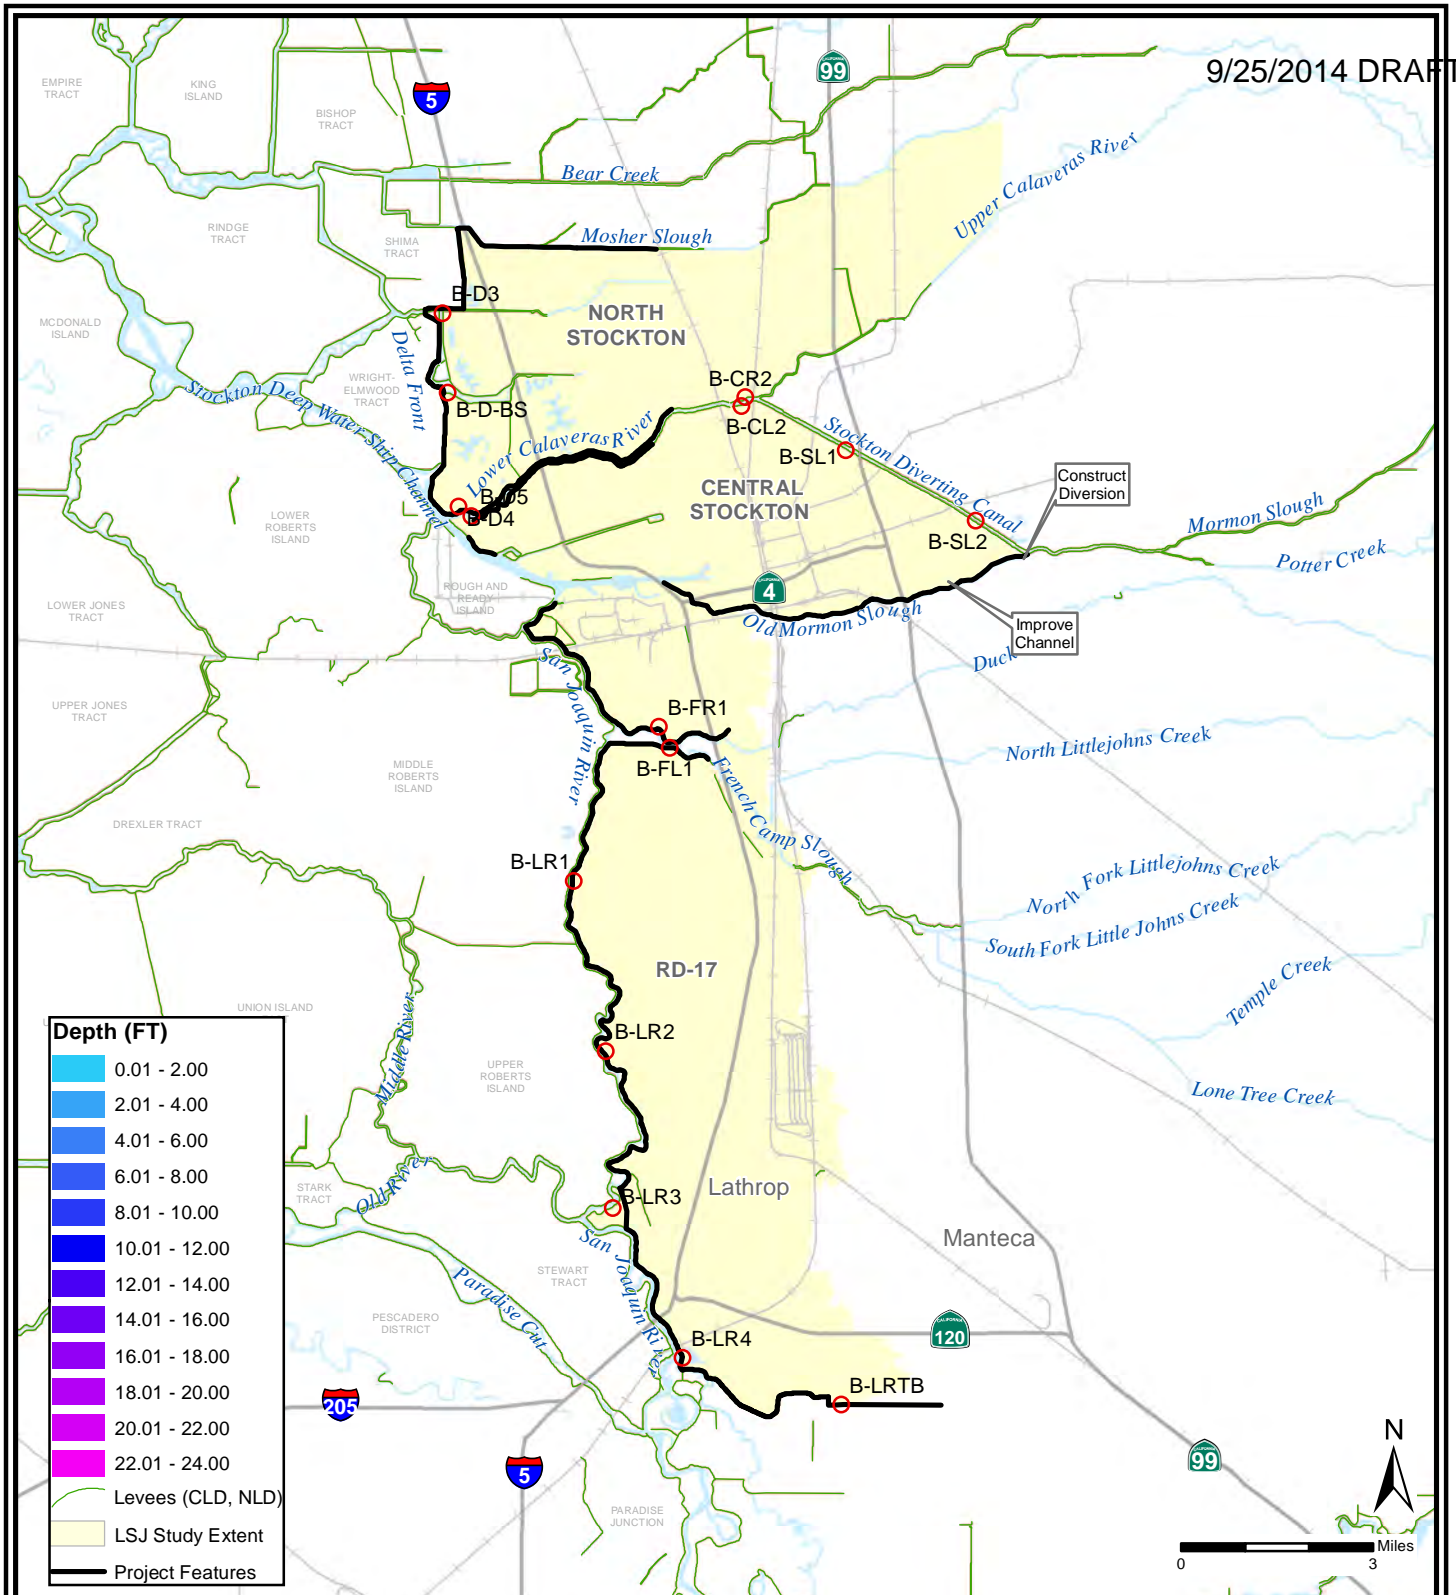 9/25/2014 DRAFT
EMPIRE
TRACT
KING
ISLAND
BISHOP
TRACT
5
CALIFORNIA
99
Bear Creek
Upper Calaveras River
RINDGE
TRACT
SHIMA
TRACT
Mosher Slough
B-D3
NORTH
STOCKTON
MCDONALD
ISLAND
Delta Front
WRIGHT-
ELMWOOD
TRACT
Stockton Deep Water Ship Channel
B-D-BS
B-CR2
B-CL2
Lower Calaveras River
Stockton Diverting Canal
B-SL1
CENTRAL
STOCKTON
Construct
Diversion
B-D5
B-D4
LOWER
ROBERTS
ISLAND
B-SL2
Mormon Slough
Potter Creek
ROUGH AND
READY
ISLAND
CALIFORNIA
4
LOWER JONES
TRACT
Old Mormon Slough
Improve
Channel
Duck
San Joaquin River
UPPER JONES
TRACT
B-FR1
B-FL1
North Littlejohns Creek
MIDDLE
ROBERTS
ISLAND
French Camp Slough
DREXLER TRACT
B-LR1
North Fork Littlejohns Creek
South Fork Little Johns Creek
RD-17
Temple Creek
UNION ISLAND
Middle River
B-LR2
UPPER
ROBERTS
ISLAND
Lone Tree Creek
STARK
TRACT
Old River
B-LR3
Lathrop
Manteca
San Joaquin River
STEWART
TRACT
Paradise Cut
PESCADERO
DISTRICT
B-LR4
CALIFORNIA
120
B-LRTB
205
5
CALIFORNIA
99
PARADISE
JUNCTION
N
Miles
0
3
Depth (FT)
0.01 - 2.00
2.01 - 4.00
4.01 - 6.00
6.01 - 8.00
8.01 - 10.00
10.01 - 12.00
12.01 - 14.00
14.01 - 16.00
16.01 - 18.00
18.01 - 20.00
20.01 - 22.00
22.01 - 24.00
Levees (CLD, NLD)
LSJ Study Extent
Project Features